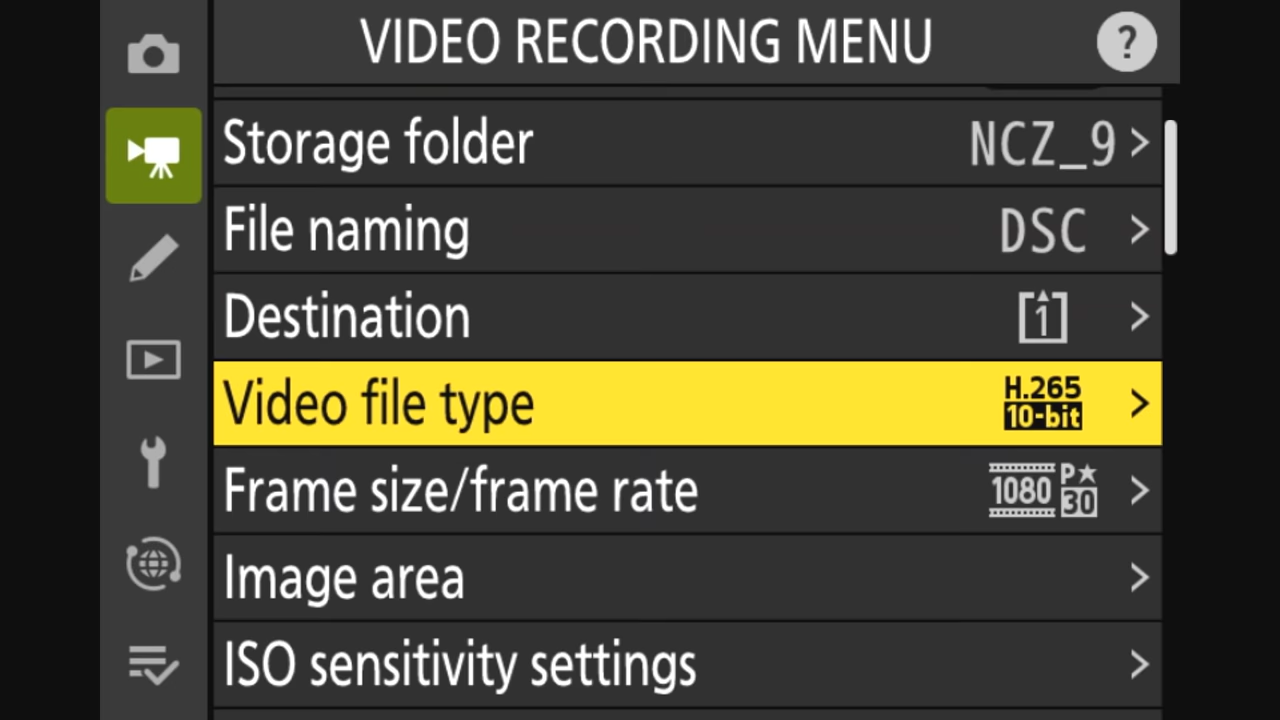 VIDEO RECORDING MENU ?
Storage folder NCZ_9 >
File naming DSC >
Destination 1 >
Video file type H.265 10-bit >
Frame size/frame rate 1080 P★ 30 >
Image area >
ISO sensitivity settings >